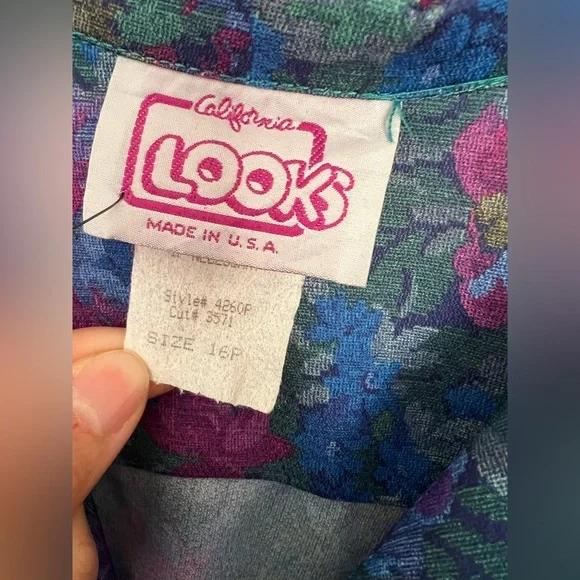 California
LOOKS
MADE IN U.S.A.
Style# 4260P
Cut# 3571
SIZE 16P